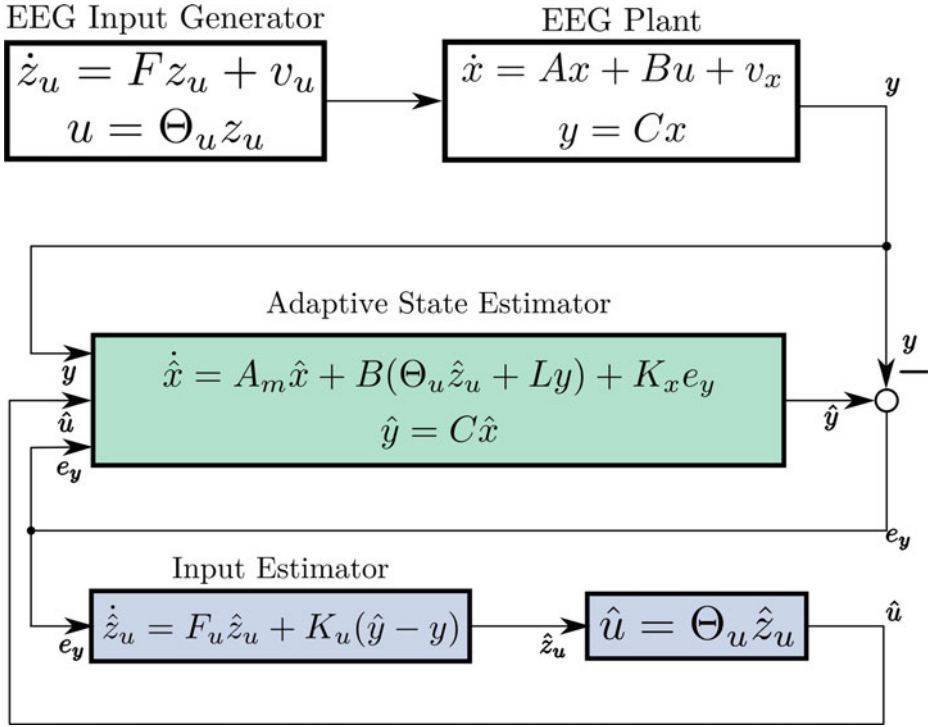 EEG Input Generator
ż_u = Fz_u + v_u
u = Θ_u z_u
EEG Plant
ẋ = Ax + Bu + v_x
y = Cx
y
Adaptive State Estimator
y
û
e_y
x̂̇ = A_m x̂ + B(Θ_u ẑ_u + Ly) + K_x e_y
ŷ = Cx̂
y
−
ŷ
e_y
Input Estimator
e_y
ẑ̇_u = F_u ẑ_u + K_u(ŷ − y)
ẑ_u
û = Θ_u ẑ_u
û